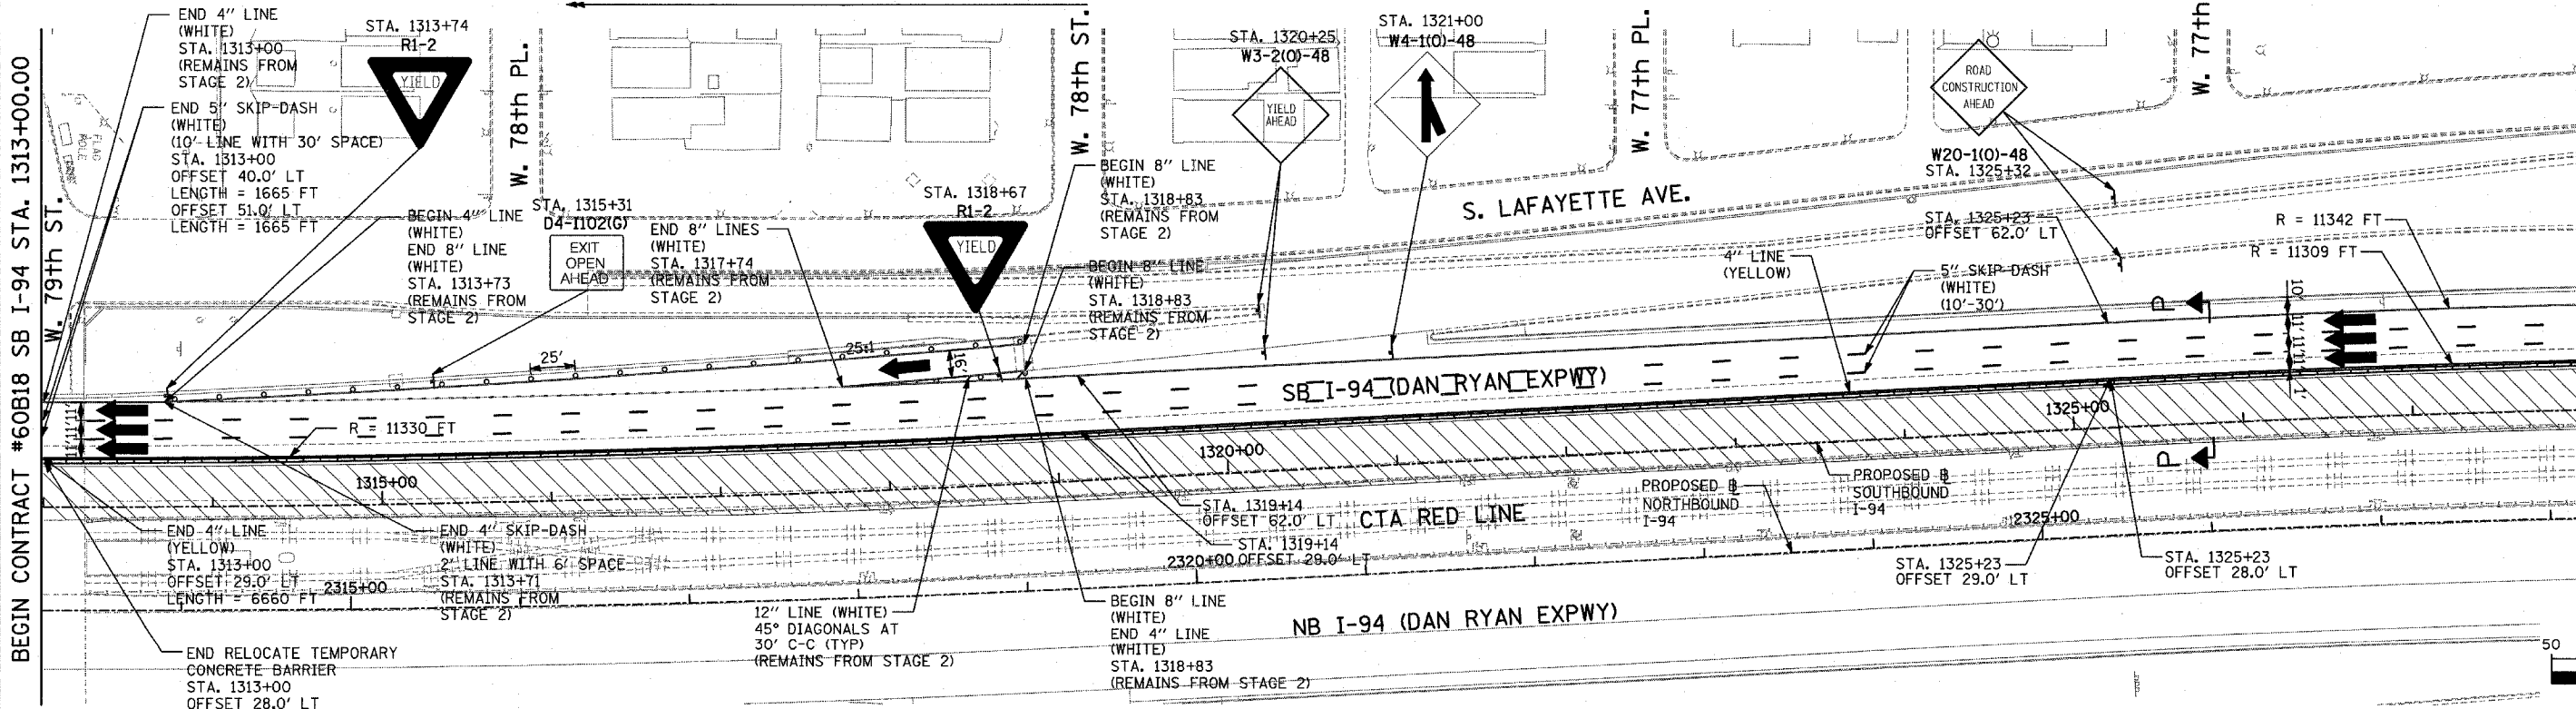 BEGIN CONTRACT #60B18 SB I-94 STA. 1313+00.00
W. 79th ST.
END 4" LINE
(WHITE)
STA. 1313+00
(REMAINS FROM
STAGE 2)
END 5" SKIP-DASH
(WHITE)
(10' LINE WITH 30' SPACE)
STA. 1313+00
OFFSET 40.0' LT
LENGTH = 1665 FT
OFFSET 51.0' LT
LENGTH = 1665 FT
FLAG
POLE
STA. 1313+74
R1-2
YIELD
W. 78th PL.
BEGIN 4" LINE
(WHITE)
END 8" LINE
(WHITE)
STA. 1313+73
(REMAINS FROM
STAGE 2)
STA. 1315+31
D4-I102(G)
EXIT
OPEN
AHEAD
END 8" LINES
(WHITE)
STA. 1317+74
(REMAINS FROM
STAGE 2)
STA. 1318+67
R1-2
YIELD
W. 78th ST.
BEGIN 8" LINE
(WHITE)
STA. 1318+83
(REMAINS FROM
STAGE 2)
BEGIN 8" LINE
(WHITE)
STA. 1318+83
(REMAINS FROM
STAGE 2)
STA. 1320+25
W3-2(O)-48
YIELD
AHEAD
STA. 1321+00
W4-1(O)-48
W. 77th PL.
S. LAFAYETTE AVE.
ROAD
CONSTRUCTION
AHEAD
W20-1(O)-48
STA. 1325+32
W. 77th
STA. 1325+23
OFFSET 62.0' LT
4" LINE
(YELLOW)
5" SKIP-DASH
(WHITE)
(10'-30')
R = 11342 FT
R = 11309 FT
P
10'
11'
11'
11'
1'
25'
25:1
16'
SB I-94 (DAN RYAN EXPWY)
11'
11'
11'
R = 11330 FT
1315+00
1320+00
1325+00
P
END 4" LINE
(YELLOW)
STA. 1313+00
OFFSET 29.0' LT
LENGTH = 6660 FT
END 4" SKIP-DASH
(WHITE)
2' LINE WITH 6' SPACE
STA. 1313+71
(REMAINS FROM
STAGE 2)
2315+00
STA. 1319+14
OFFSET 62.0' LT
STA. 1319+14
OFFSET 29.0' LT
2320+00
CTA RED LINE
PROPOSED ℄
NORTHBOUND
I-94
PROPOSED ℄
SOUTHBOUND
I-94
2325+00
STA. 1325+23
OFFSET 29.0' LT
STA. 1325+23
OFFSET 28.0' LT
END RELOCATE TEMPORARY
CONCRETE BARRIER
STA. 1313+00
OFFSET 28.0' LT
12" LINE (WHITE)
45° DIAGONALS AT
30' C-C (TYP)
(REMAINS FROM STAGE 2)
BEGIN 8" LINE
(WHITE)
END 4" LINE
(WHITE)
STA. 1318+83
(REMAINS FROM STAGE 2)
NB I-94 (DAN RYAN EXPWY)
50